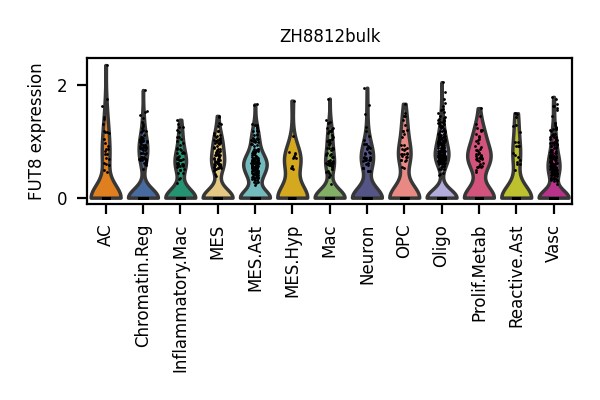 ZH8812bulk
FUT8 expression
2
0
AC
Chromatin.Reg
Inflammatory.Mac
MES
MES.Ast
MES.Hyp
Mac
Neuron
OPC
Oligo
Prolif.Metab
Reactive.Ast
Vasc